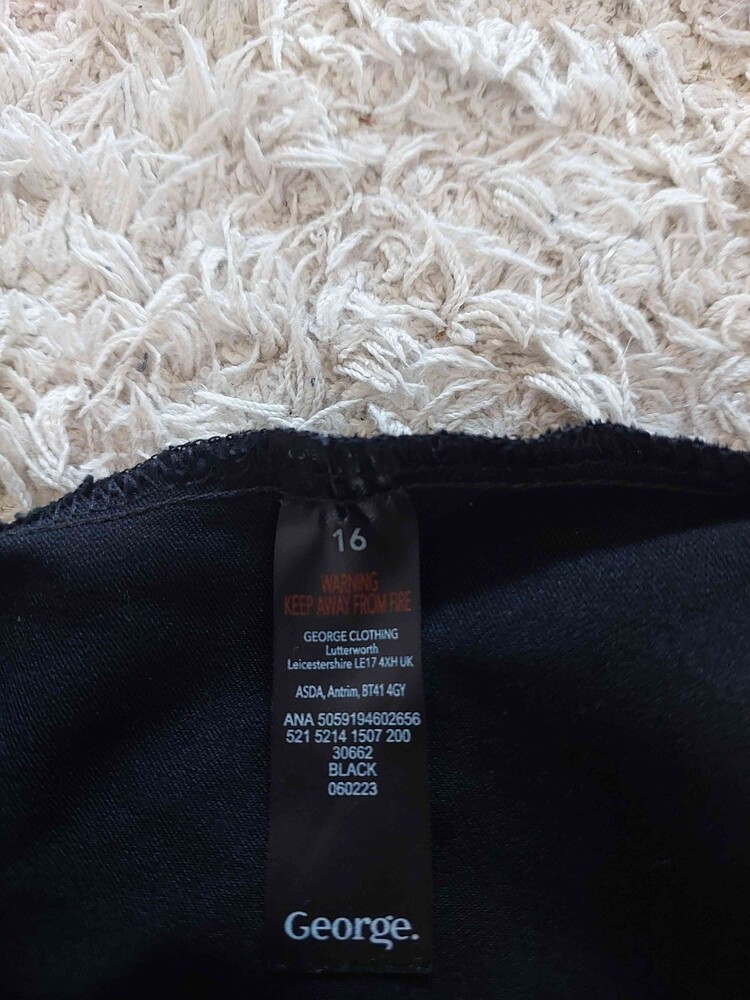 16
WARNING
KEEP AWAY FROM FIRE
GEORGE CLOTHING
Lutterworth
Leicestershire LE17 4XH UK
ASDA, Antrim, BT41 4GY
ANA 5059194602656
521 5214 1507 200
30662
BLACK
060223
George.